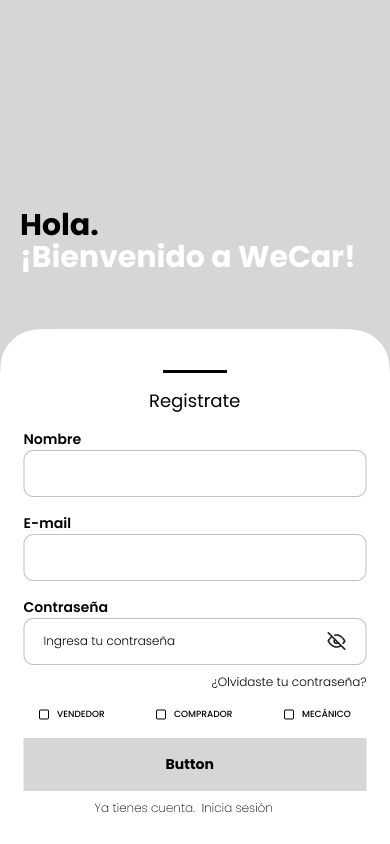 Hola.
¡Bienvenido a WeCar!
Registrate
Nombre
E-mail
Contraseña
Ingresa tu contraseña
¿Olvidaste tu contraseña?
VENDEDOR COMPRADOR MECÁNICO
Button
Ya tienes cuenta. Inicia sesión